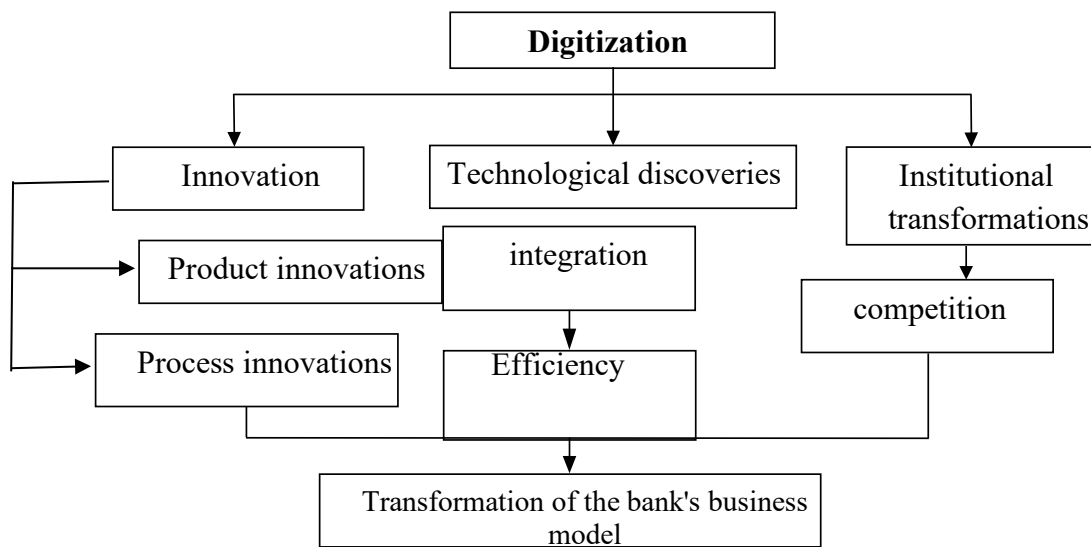 Digitization
Innovation
Technological discoveries
Institutional
transformations
Product innovations
integration
competition
Process innovations
Efficiency
Transformation of the bank's business
model